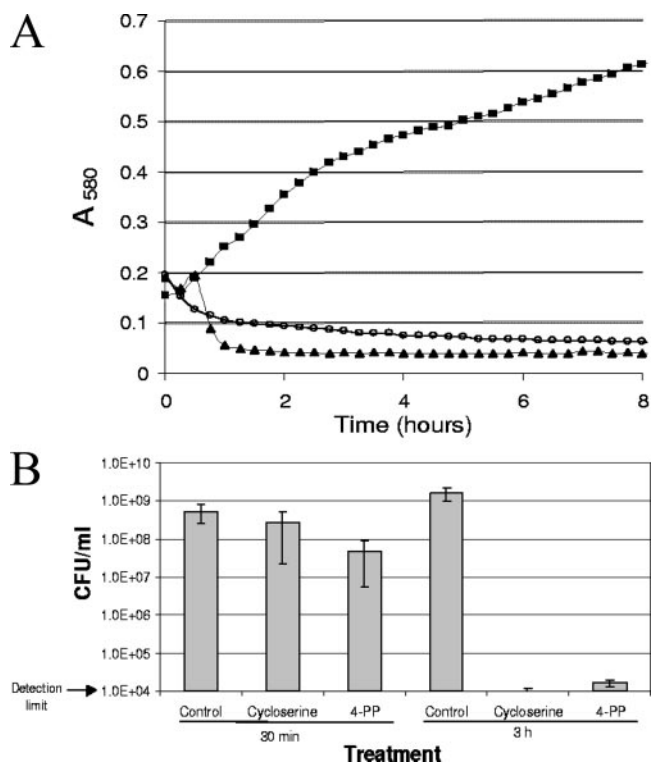 A
0.7
0.6
0.5
0.4
0.3
0.2
0.1
0
A 580
0 2 4 6 8
Time (hours)
B
1.0E+10
1.0E+09
1.0E+08
1.0E+07
1.0E+06
1.0E+05
1.0E+04
CFU/ml
Detection
limit
Control Cycloserine 4-PP Control Cycloserine 4-PP
30 min 3 h
Treatment